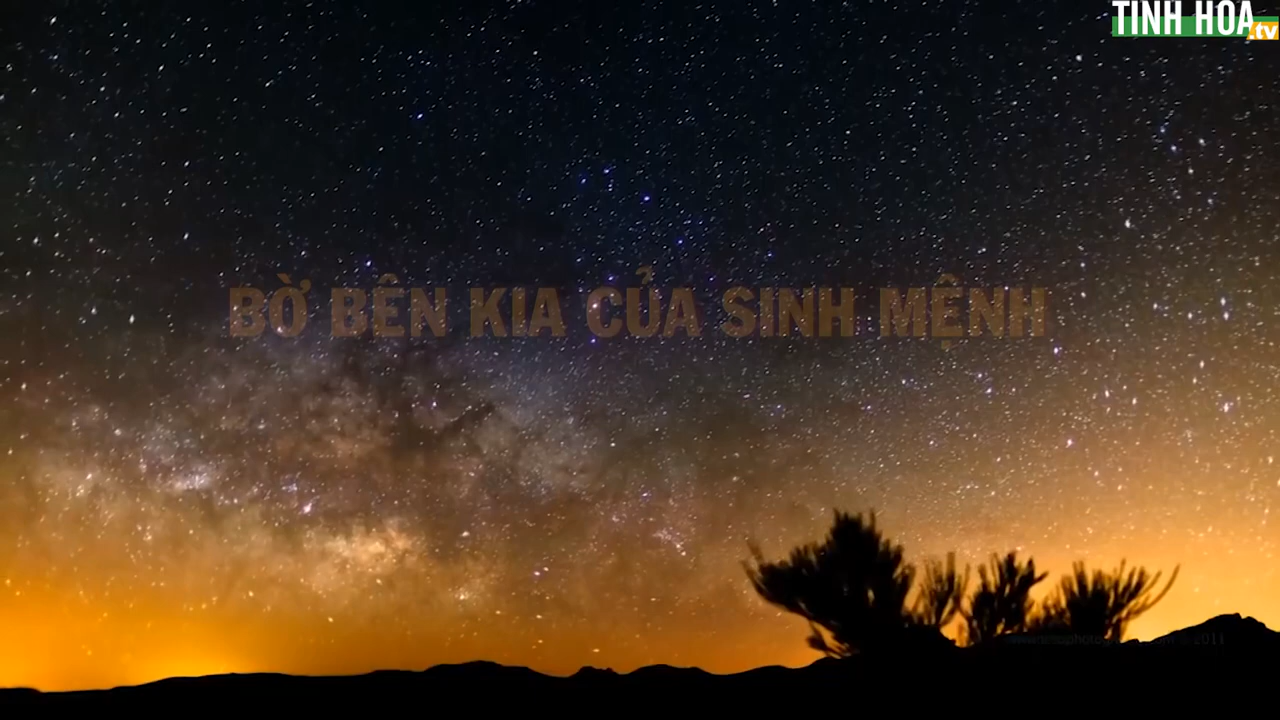 TINH HOA
.tv
BỜ BÊN KIA CỦA SINH MỆNH